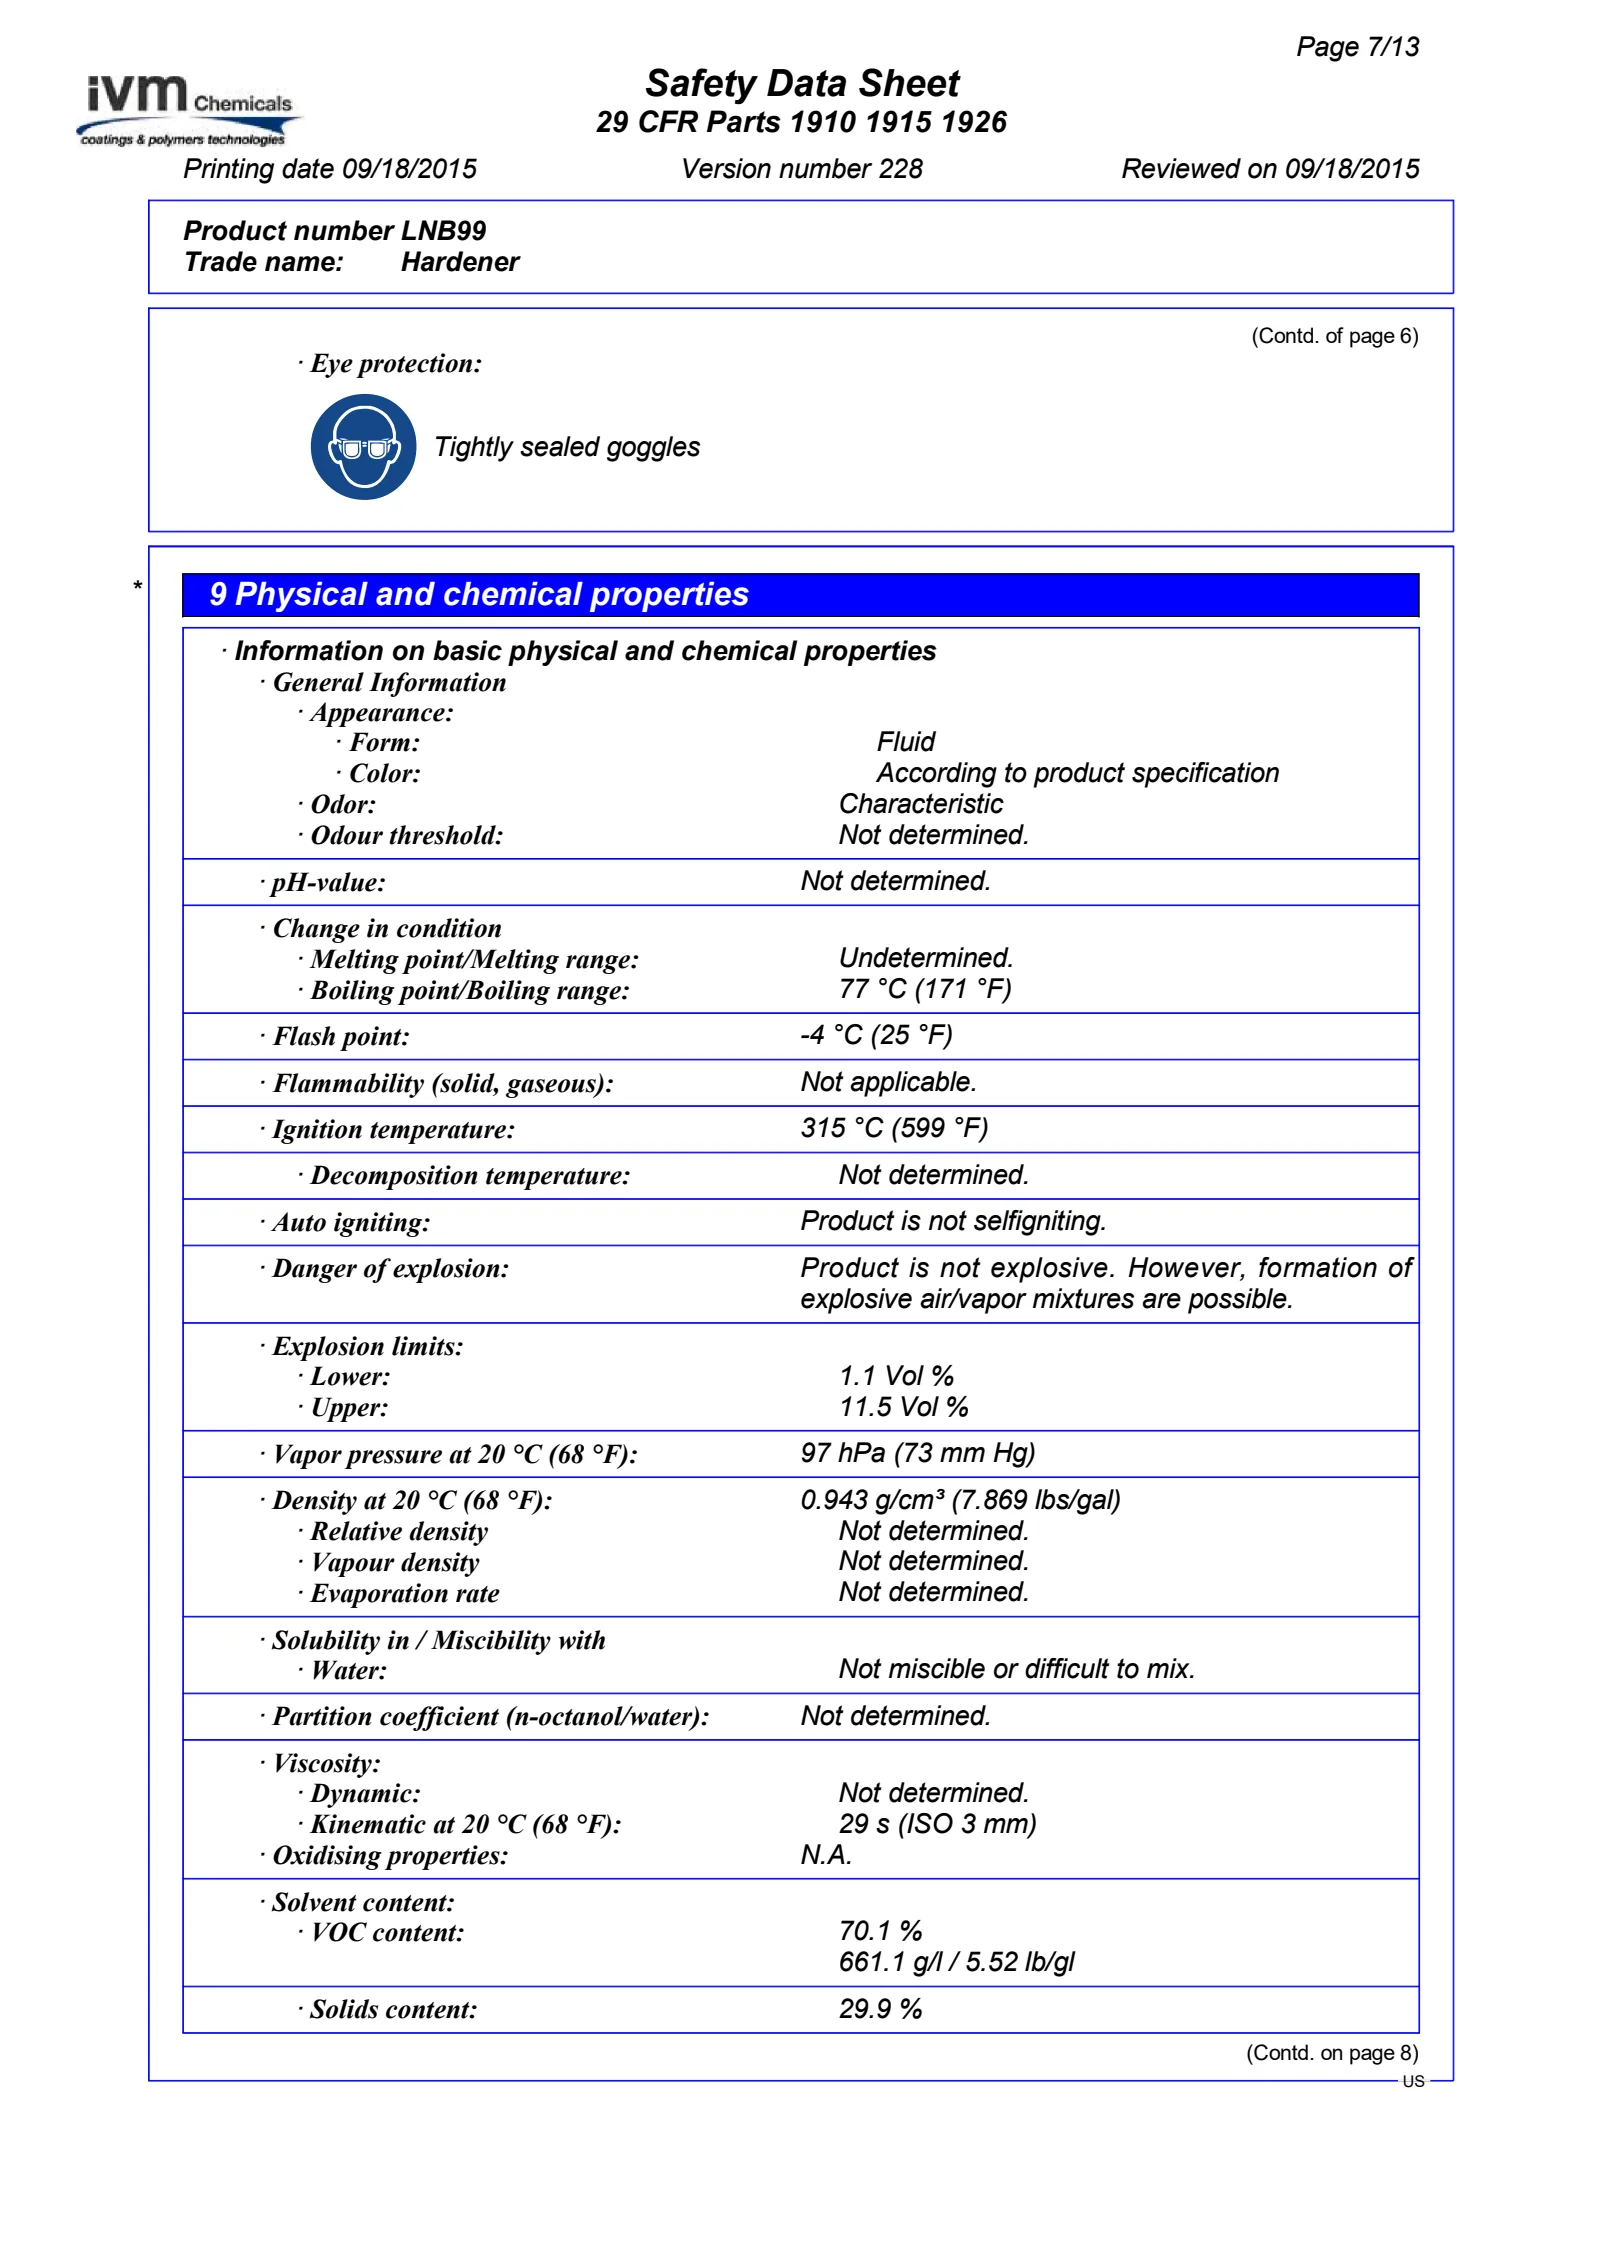 Page 7/13
ivm Chemicals
coatings & polymers technologies
Safety Data Sheet
29 CFR Parts 1910 1915 1926
Printing date 09/18/2015 Version number 228 Reviewed on 09/18/2015
Product number LNB99
Trade name: Hardener
(Contd. of page 6)
· Eye protection:
Tightly sealed goggles
* 9 Physical and chemical properties
· Information on basic physical and chemical properties
· General Information
· Appearance:
· Form: Fluid
· Color: According to product specification
· Odor: Characteristic
· Odour threshold: Not determined.
· pH-value: Not determined.
· Change in condition
· Melting point/Melting range: Undetermined.
· Boiling point/Boiling range: 77 °C (171 °F)
· Flash point: -4 °C (25 °F)
· Flammability (solid, gaseous): Not applicable.
· Ignition temperature: 315 °C (599 °F)
· Decomposition temperature: Not determined.
· Auto igniting: Product is not selfigniting.
· Danger of explosion: Product is not explosive. However, formation of
explosive air/vapor mixtures are possible.
· Explosion limits:
· Lower: 1.1 Vol %
· Upper: 11.5 Vol %
· Vapor pressure at 20 °C (68 °F): 97 hPa (73 mm Hg)
· Density at 20 °C (68 °F): 0.943 g/cm³ (7.869 lbs/gal)
· Relative density Not determined.
· Vapour density Not determined.
· Evaporation rate Not determined.
· Solubility in / Miscibility with
· Water: Not miscible or difficult to mix.
· Partition coefficient (n-octanol/water): Not determined.
· Viscosity:
· Dynamic: Not determined.
· Kinematic at 20 °C (68 °F): 29 s (ISO 3 mm)
· Oxidising properties: N.A.
· Solvent content:
· VOC content: 70.1 %
661.1 g/l / 5.52 lb/gl
· Solids content: 29.9 %
(Contd. on page 8)
US